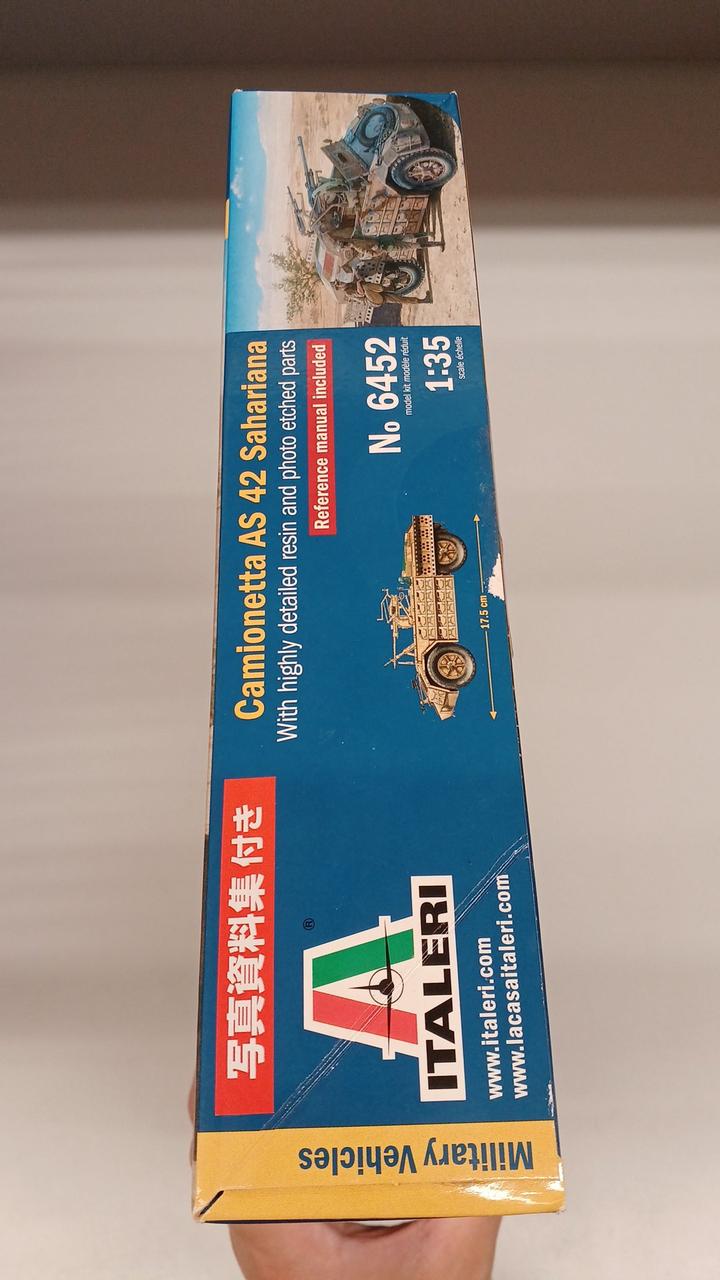 写真資料集 付き
Camionetta AS 42 Sahariana
With highly detailed resin and photo etched parts
Reference manual included
No 6452
model kit modèle réduit
1:35
scale échelle
17.5 cm
®
ITALERI
www.italeri.com
www.lacasaitaleri.com
Military Vehicles